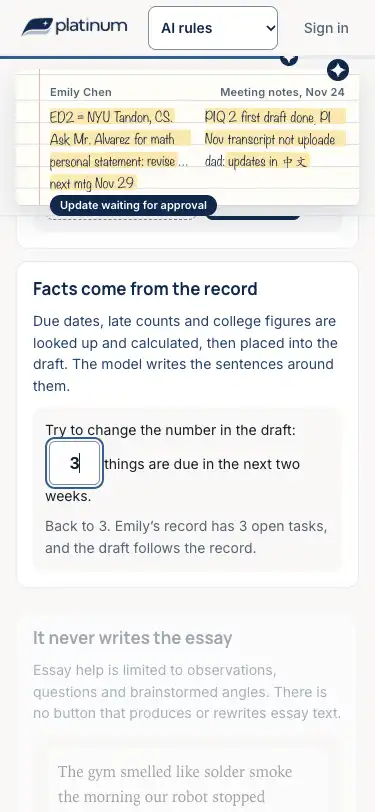 platinum
AI rules
Sign in
Emily Chen
Meeting notes, Nov 24
ED2 = NYU Tandon, CS.
Ask Mr. Alvarez for math
personal statement: revise ...
next mtg Nov 29
PIQ 2 first draft done, PI
Nov transcript not uploade
dad: updates in 中文
Update waiting for approval
Facts come from the record
Due dates, late counts and college figures are
looked up and calculated, then placed into the
draft. The model writes the sentences around
them.
Try to change the number in the draft:
3 things are due in the next two
weeks.
Back to 3. Emily’s record has 3 open tasks,
and the draft follows the record.
It never writes the essay
Essay help is limited to observations,
questions and brainstormed angles. There is
no button that produces or rewrites essay text.
The gym smelled like solder smoke
the morning our robot stopped